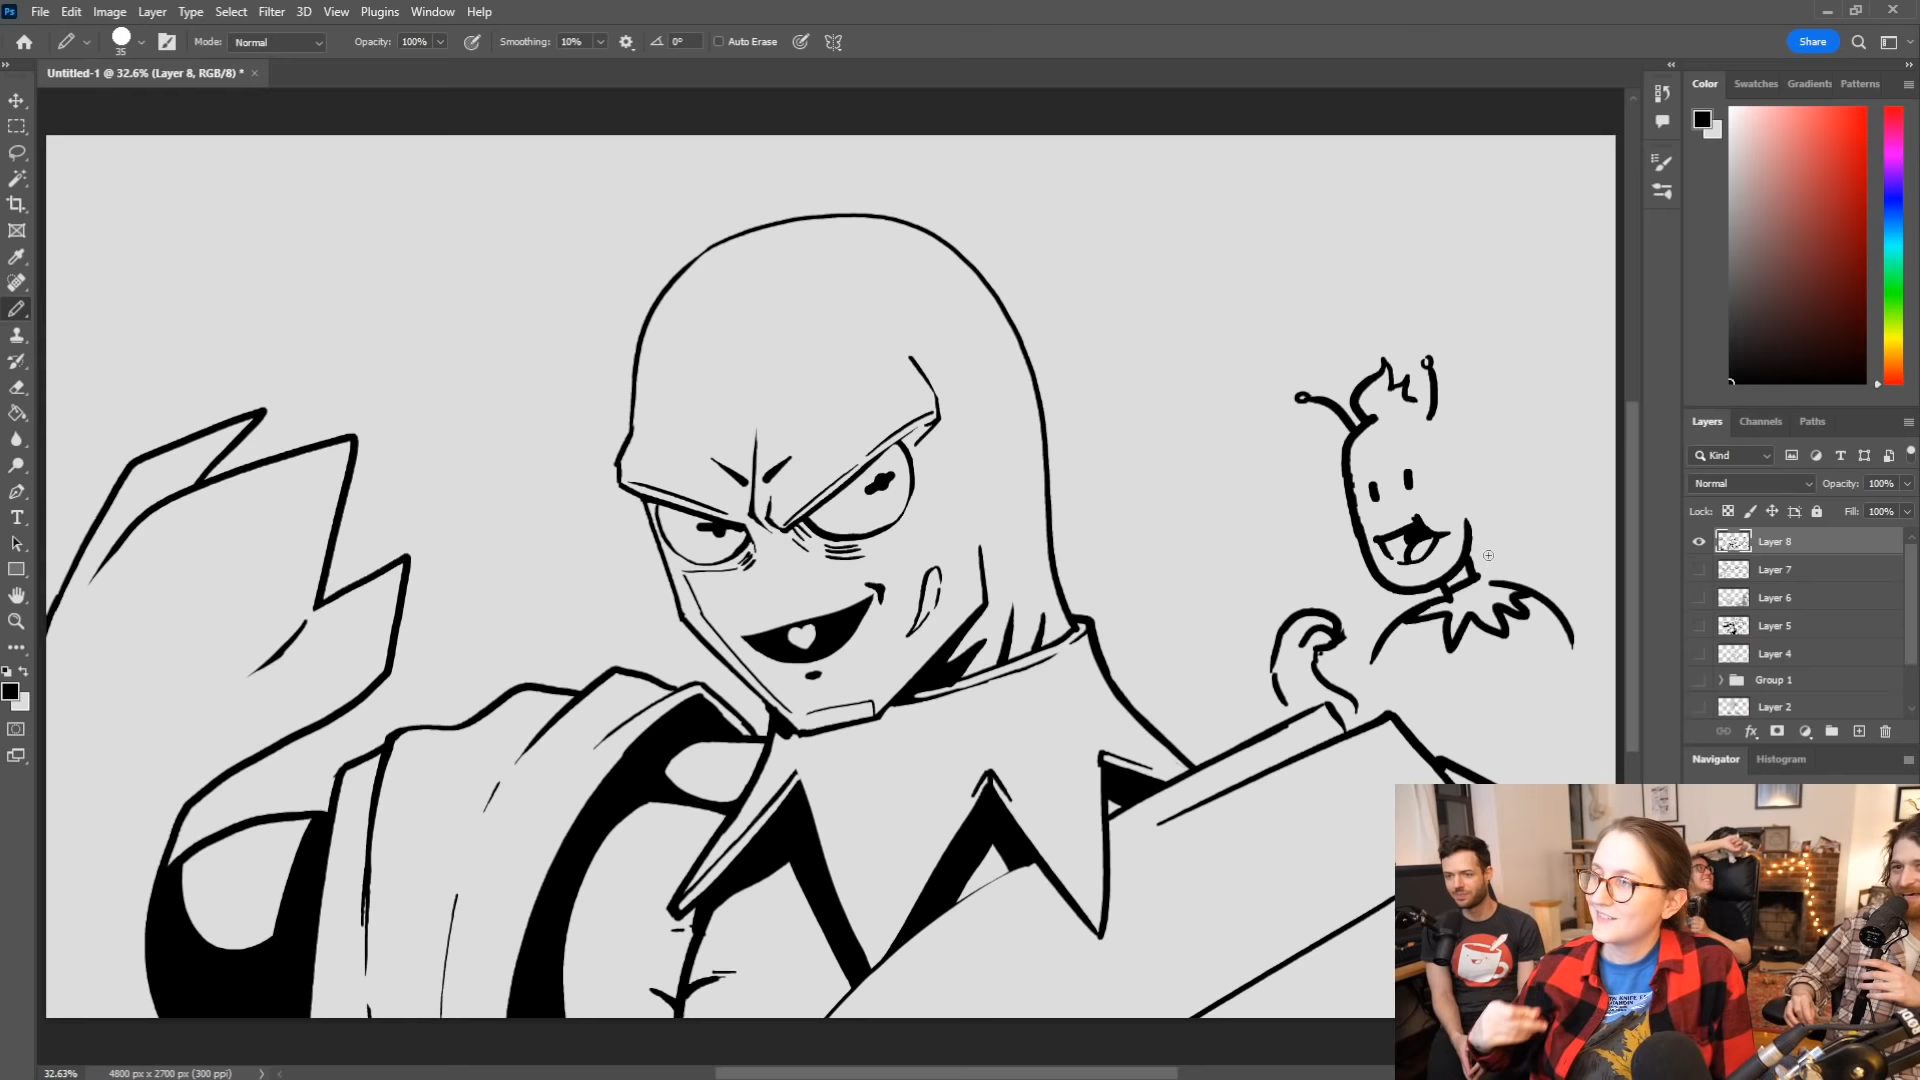 Ps File Edit Image Layer Type Select Filter 3D View Plugins Window Help
35 Mode: Normal Opacity: 100% Smoothing: 10% 0° Auto Erase Share
Untitled-1 @ 32.6% (Layer 8, RGB/8) * ×
Color Swatches Gradients Patterns
Layers Channels Paths
Kind
Normal Opacity: 100%
Lock: Fill: 100%
Layer 8
Layer 7
Layer 6
Layer 5
Layer 4
Group 1
Layer 2
fx
Navigator Histogram
32.63% 4800 px x 2700 px (300 ppi)